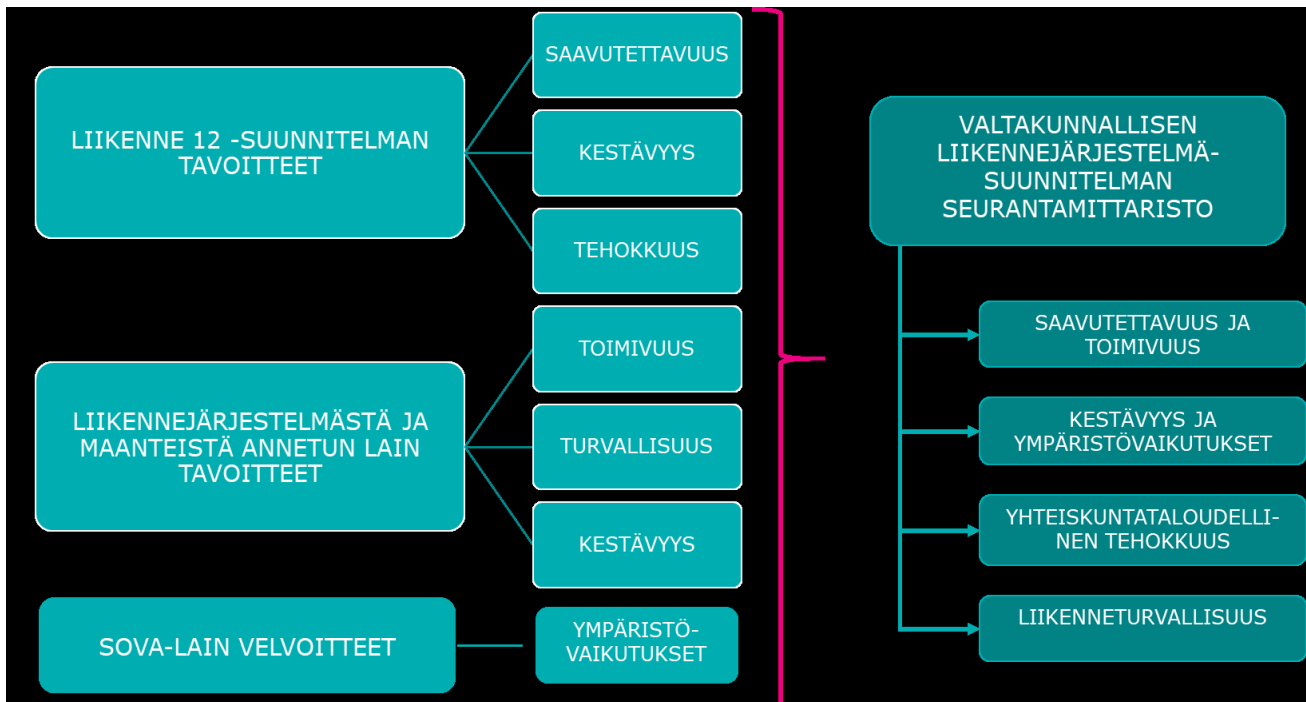 LIIKENNE 12 -SUUNNITELMAN
TAVOITTEET
SAAVUTETTAVUUS
KESTÄVYYS
TEHOKKUUS
LIIKENNEJÄRJESTELMÄSTÄ JA
MAANTEISTÄ ANNETUN LAIN
TAVOITTEET
TOIMIVUUS
TURVALLISUUS
KESTÄVYYS
SOVA-LAIN VELVOITTEET
YMPÄRISTÖ-
VAIKUTUKSET
VALTAKUNNALLISEN
LIIKENNEJÄRJESTELMÄ-
SUUNNITELMAN
SEURANTAMITTARISTO
SAAVUTETTAVUUS JA
TOIMIVUUS
KESTÄVYYS JA
YMPÄRISTÖVAIKUTUKSET
YHTEISKUNTATALOUDELLI-
NEN TEHOKKUUS
LIIKENNETURVALLISUUS